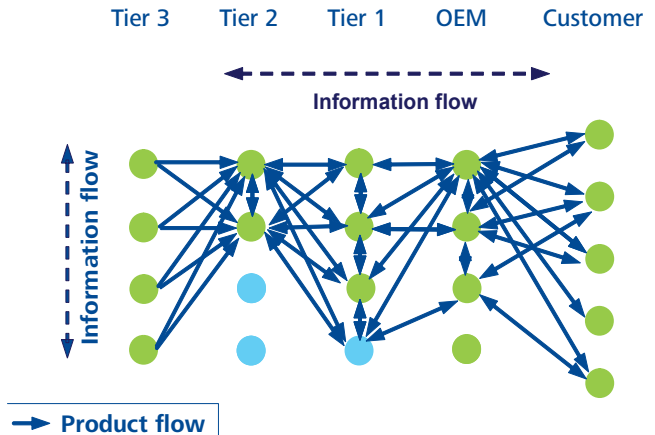 Tier 3 Tier 2 Tier 1 OEM Customer
Information flow
Information flow
Product flow